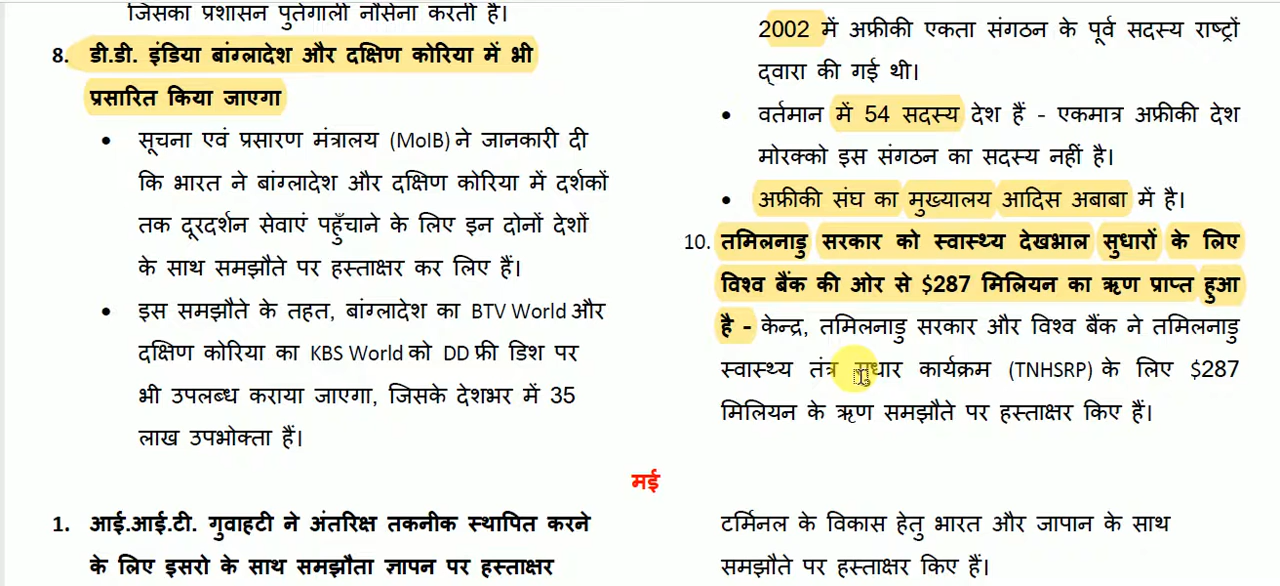 जिसका प्रशासन पुर्तगाली नौसेना करती है।
8. डी.डी. इंडिया बांग्लादेश और दक्षिण कोरिया में भी
प्रसारित किया जाएगा
• सूचना एवं प्रसारण मंत्रालय (MoIB) ने जानकारी दी
कि भारत ने बांग्लादेश और दक्षिण कोरिया में दर्शकों
तक दूरदर्शन सेवाएं पहुँचाने के लिए इन दोनों देशों
के साथ समझौते पर हस्ताक्षर कर लिए हैं।
• इस समझौते के तहत, बांग्लादेश का BTV World और
दक्षिण कोरिया का KBS World को DD फ्री डिश पर
भी उपलब्ध कराया जाएगा, जिसके देशभर में 35
लाख उपभोक्ता हैं।
2002 में अफ्रीकी एकता संगठन के पूर्व सदस्य राष्ट्रों
द्वारा की गई थी।
• वर्तमान में 54 सदस्य देश हैं - एकमात्र अफ्रीकी देश
मोरक्को इस संगठन का सदस्य नहीं है।
• अफ्रीकी संघ का मुख्यालय आदिस अबाबा में है।
10. तमिलनाडु सरकार को स्वास्थ्य देखभाल सुधारों के लिए
विश्व बैंक की ओर से $287 मिलियन का ऋण प्राप्त हुआ
है - केन्द्र, तमिलनाडु सरकार और विश्व बैंक ने तमिलनाडु
स्वास्थ्य तंत्र सुधार कार्यक्रम (TNHSRP) के लिए $287
मिलियन के ऋण समझौते पर हस्ताक्षर किए हैं।
मई
1. आई.आई.टी. गुवाहटी ने अंतरिक्ष तकनीक स्थापित करने
के लिए इसरो के साथ समझौता ज्ञापन पर हस्ताक्षर
टर्मिनल के विकास हेतु भारत और जापान के साथ
समझौते पर हस्ताक्षर किए हैं।